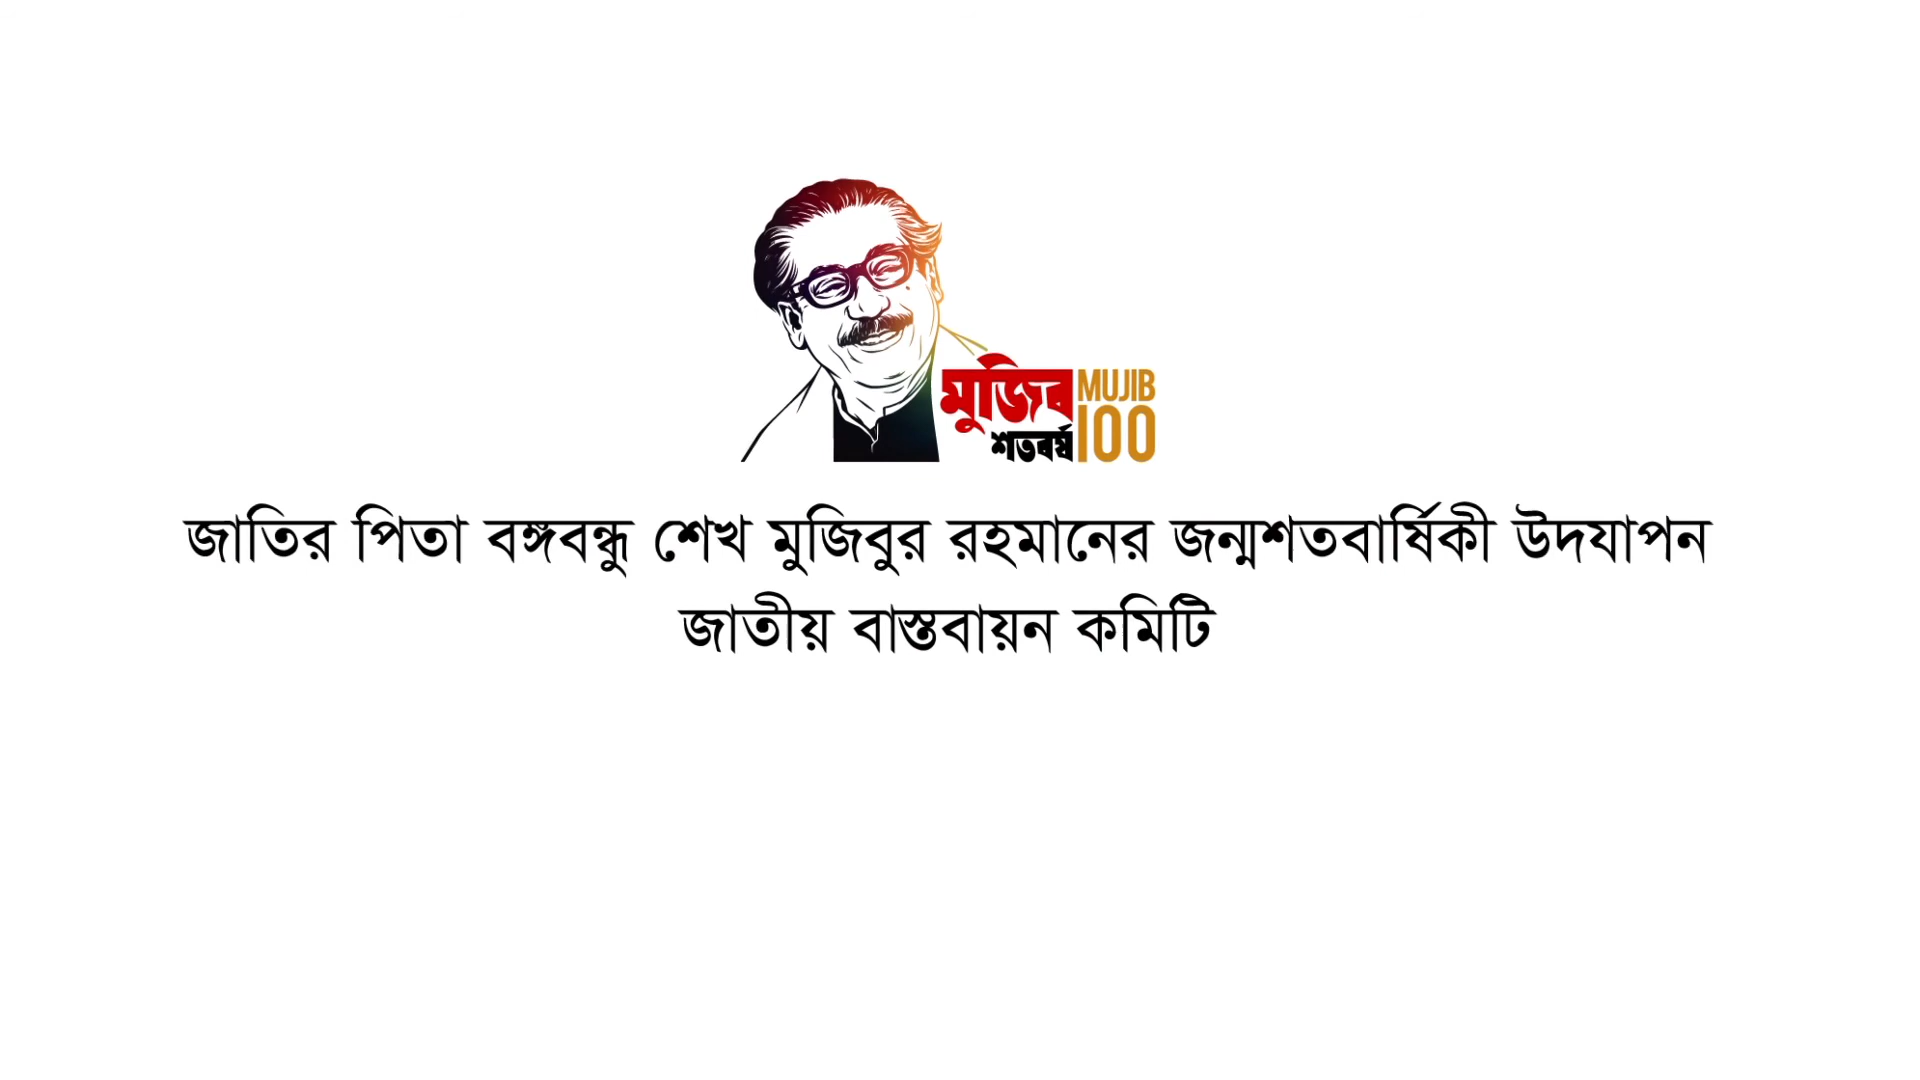 মুজিব
শতবর্ষ
MUJIB
100
জাতির পিতা বঙ্গবন্ধু শেখ মুজিবুর রহমানের জন্মশতবার্ষিকী উদযাপন
জাতীয় বাস্তবায়ন কমিটি